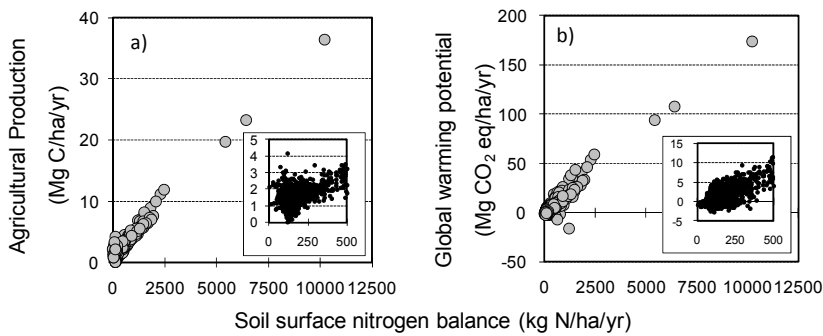 a)
Agricultural Production
(Mg C/ha/yr)
40
30
20
10
0
0 2500 5000 7500 10000 12500
5
4
3
2
1
0
0 250 500
b)
Global warming potential
(Mg CO2 eq/ha/yr)
200
150
100
50
0
-50
0 2500 5000 7500 10000 12500
15
10
5
0
-5
0 250 500
Soil surface nitrogen balance (kg N/ha/yr)